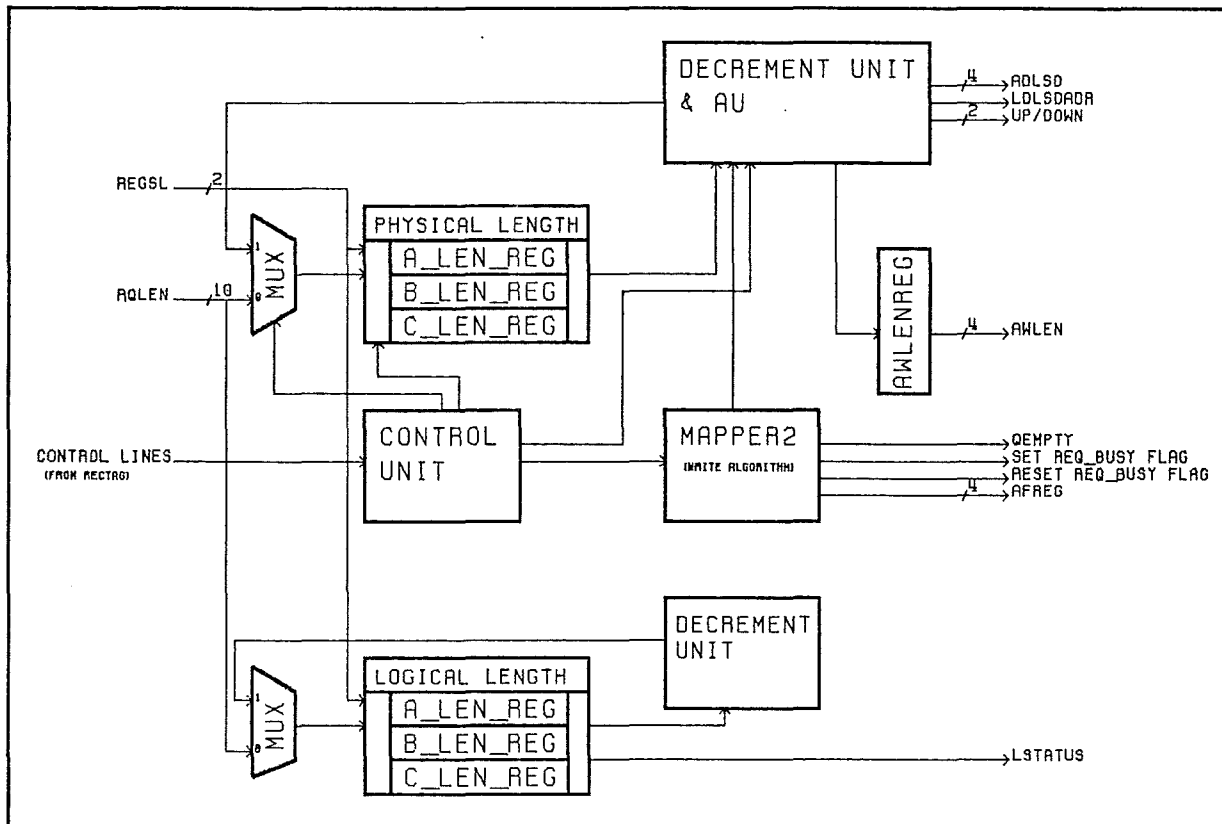 DECREMENT UNIT
& AU
4
ADLSD
LDLSDADR
2
UP/DOWN
REGSL
2
PHYSICAL LENGTH
A_LEN_REG
B_LEN_REG
C_LEN_REG
1
MUX
0
RQLEN
10
AWLENREG
4
AWLEN
CONTROL LINES
(FROM RECTRG)
CONTROL
UNIT
MAPPER2
(WRITE ALGORITHM)
QEMPTY
SET REQ_BUSY FLAG
RESET REQ_BUSY FLAG
4
AFREG
DECREMENT
UNIT
LOGICAL LENGTH
A_LEN_REG
B_LEN_REG
C_LEN_REG
1
MUX
0
LSTATUS